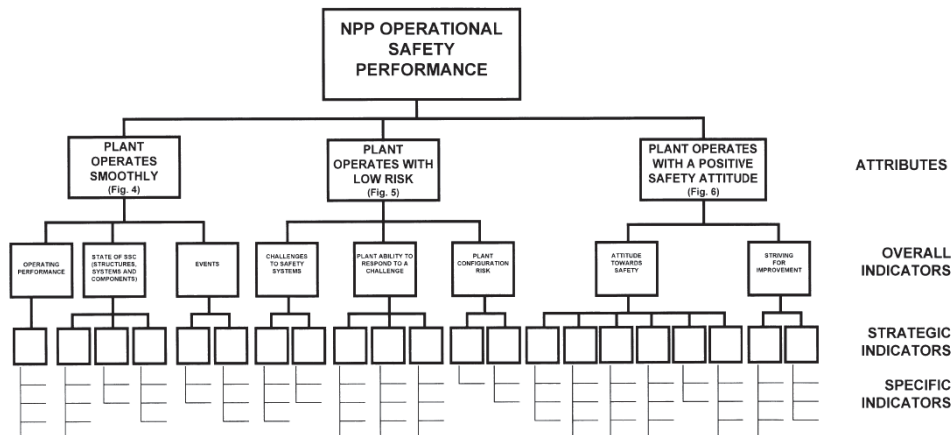 NPP OPERATIONAL
SAFETY
PERFORMANCE
PLANT
OPERATES
SMOOTHLY
(Fig. 4)
PLANT
OPERATES WITH
LOW RISK
(Fig. 5)
PLANT OPERATES
WITH A POSITIVE
SAFETY ATTITUDE
(Fig. 6)
ATTRIBUTES
OPERATING
PERFORMANCE
STATE OF SSC
(STRUCTURES,
SYSTEMS AND
COMPONENTS)
EVENTS
CHALLENGES
TO SAFETY
SYSTEMS
PLANT ABILITY TO
RESPOND TO A
CHALLENGE
PLANT
CONFIGURATION
RISK
ATTITUDE
TOWARDS
SAFETY
STRIVING
FOR
IMPROVEMENT
OVERALL
INDICATORS
STRATEGIC
INDICATORS
SPECIFIC
INDICATORS